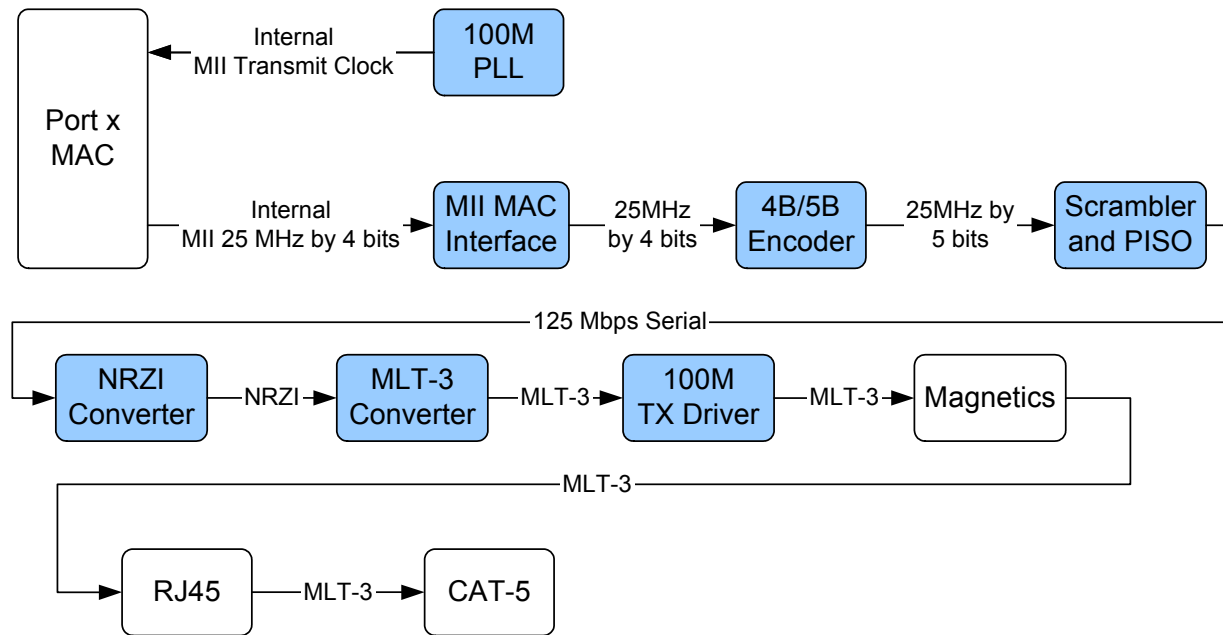 Internal
MII Transmit Clock
100M
PLL
Port x
MAC
Internal
MII 25 MHz by 4 bits
MII MAC
Interface
25MHz
by 4 bits
4B/5B
Encoder
25MHz by
5 bits
Scrambler
and PISO
125 Mbps Serial
NRZI
Converter
NRZI
MLT-3
Converter
MLT-3
100M
TX Driver
MLT-3
Magnetics
MLT-3
RJ45
MLT-3
CAT-5